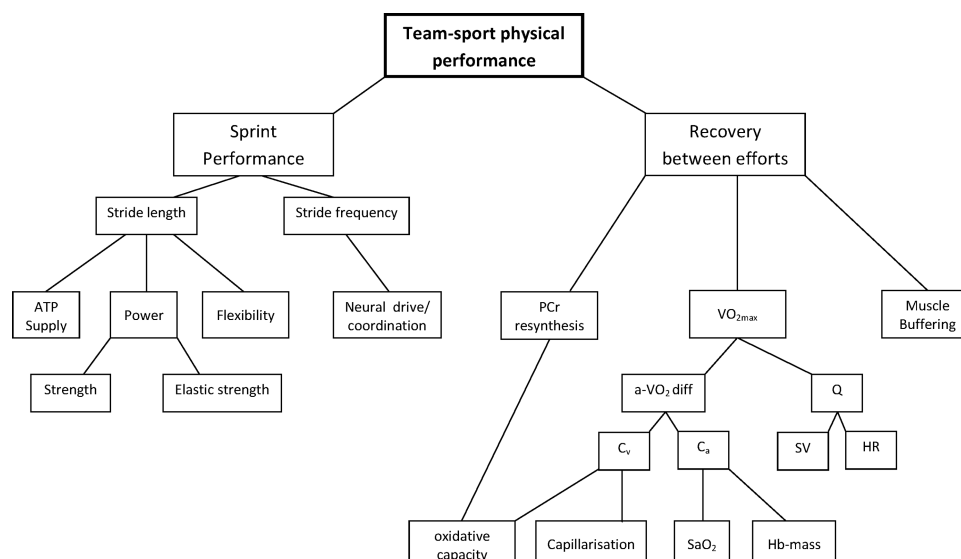 Team-sport physical
performance
Sprint
Performance
Recovery
between efforts
Stride length
Stride frequency
ATP
Supply
Power
Flexibility
Neural drive/
coordination
PCr
resynthesis
VO₂max
Muscle
Buffering
Strength
Elastic strength
a-VO₂ diff
Q
Cᵥ
Cₐ
SV
HR
oxidative
capacity
Capillarisation
SaO₂
Hb-mass